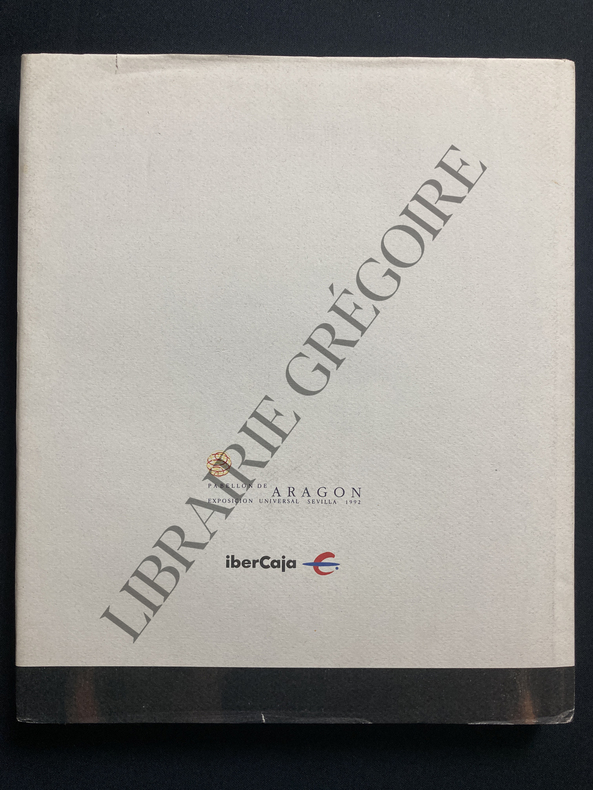 LIBRAIRIE GRÉGOIRE
PABELLON DE ARAGON
EXPOSICION UNIVERSAL SEVILLA 1992
iberCaja